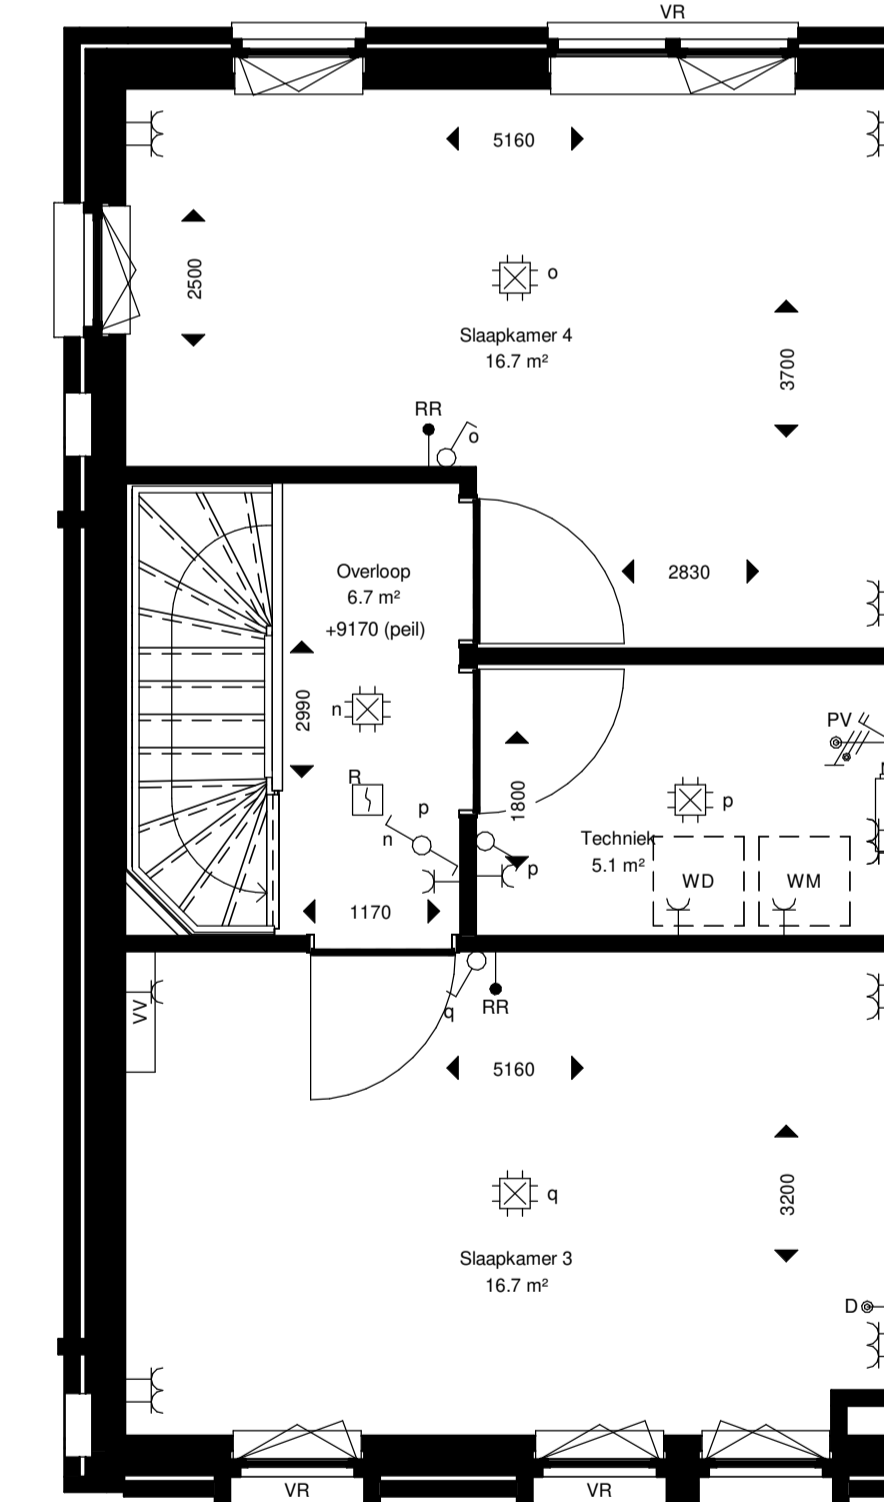 VR
5160
2500
o
Slaapkamer 4
16.7 m²
3700
RR
o
Overloop
6.7 m²
+9170 (peil)
2830
2990
n
PV
R
p
n
1800
p
Techniek
5.1 m²
p
WD
WM
1170
VV
q
RR
5160
3200
q
Slaapkamer 3
16.7 m²
D
VR
VR